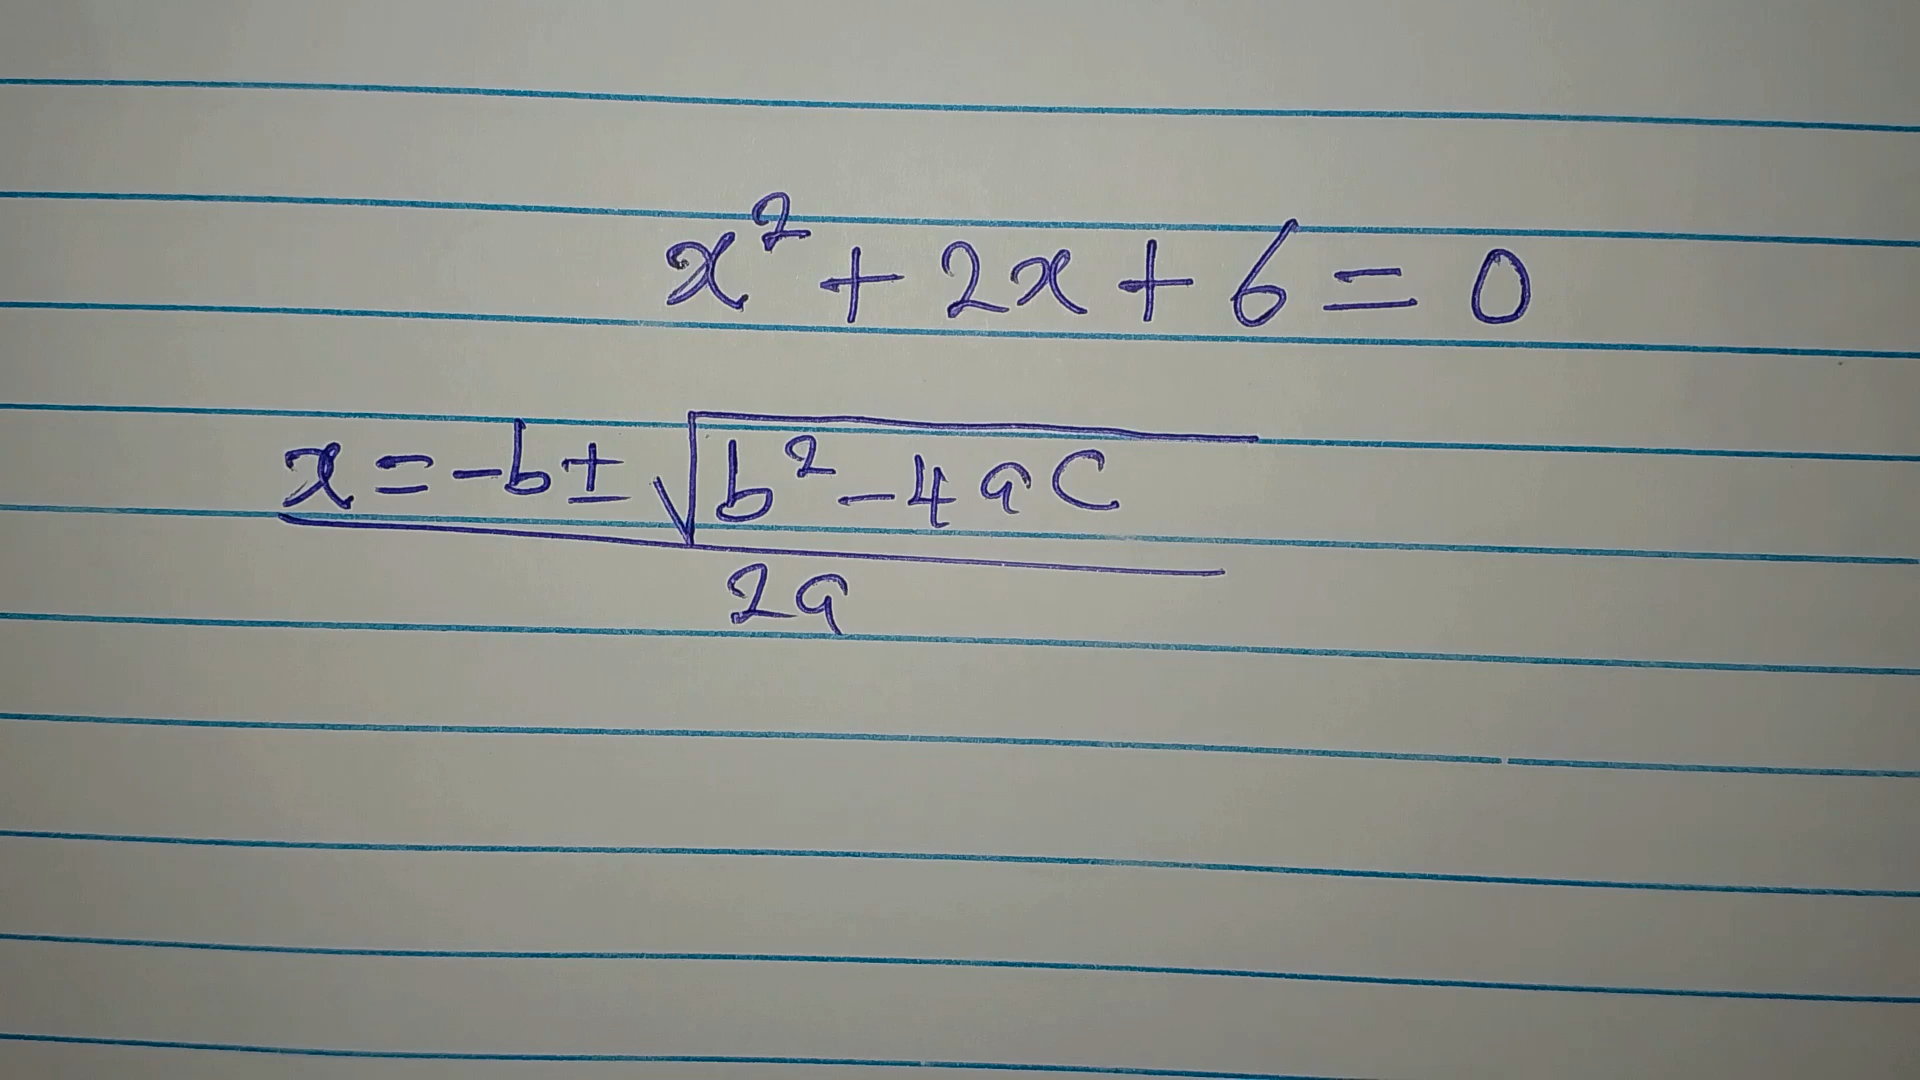 x² + 2x + 6 = 0
x = -b ± √b² - 4ac
2a